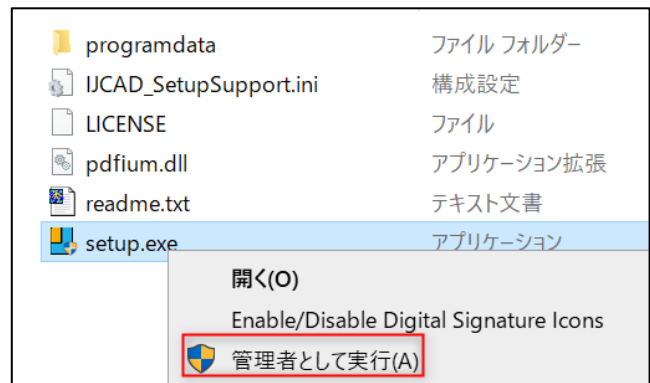 programdata ファイル フォルダー
IJCAD_SetupSupport.ini 構成設定
LICENSE ファイル
pdfium.dll アプリケーション拡張
readme.txt テキスト文書
setup.exe アプリケーション
開く(O)
Enable/Disable Digital Signature Icons
管理者として実行(A)